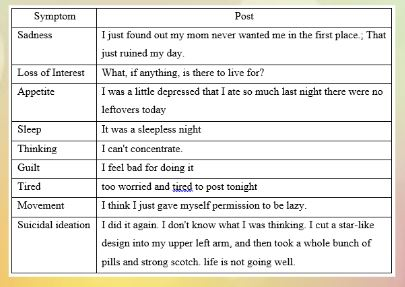 Symptom Post
Sadness I just found out my mom never wanted me in the first place.; That
just ruined my day.
Loss of Interest What, if anything, is there to live for?
Appetite I was a little depressed that I ate so much last night there were no
leftovers today
Sleep It was a sleepless night
Thinking I can't concentrate.
Guilt I feel bad for doing it
Tired too worried and tired to post tonight
Movement I think I just gave myself permission to be lazy.
Suicidal ideation I did it again. I don't know what I was thinking. I cut a star-like
design into my upper left arm, and then took a whole bunch of
pills and strong scotch. life is not going well.